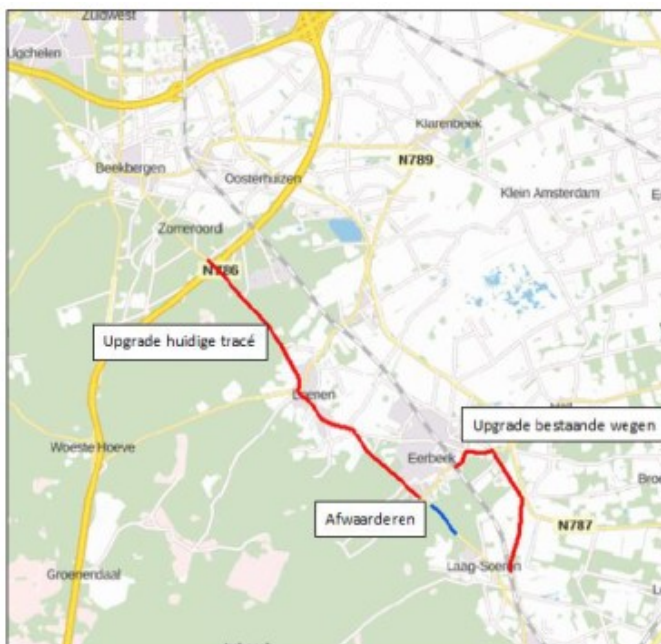 Zuidwest
Ugchelen
Klarenbeek
N789
Beekbergen
Oosterhuizen
Klein Amsterdam
Zomeroord
N786
Upgrade huidige tracé
Loenen
Upgrade bestaande wegen
Woeste Hoeve
Eerbeek
Afwaarderen
N787
Laag-Soeren
Groenendaal